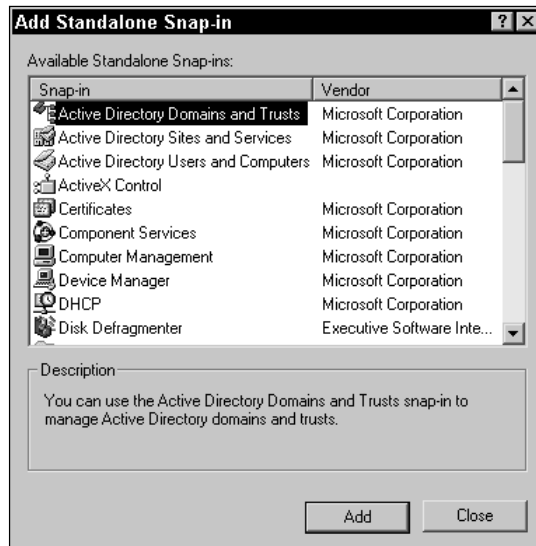 Add Standalone Snap-in
Available Standalone Snap-ins:
Snap-in Vendor
Active Directory Domains and Trusts Microsoft Corporation
Active Directory Sites and Services Microsoft Corporation
Active Directory Users and Computers Microsoft Corporation
ActiveX Control
Certificates Microsoft Corporation
Component Services Microsoft Corporation
Computer Management Microsoft Corporation
Device Manager Microsoft Corporation
DHCP Microsoft Corporation
Disk Defragmenter Executive Software Inte...
Description
You can use the Active Directory Domains and Trusts snap-in to
manage Active Directory domains and trusts.
Add Close